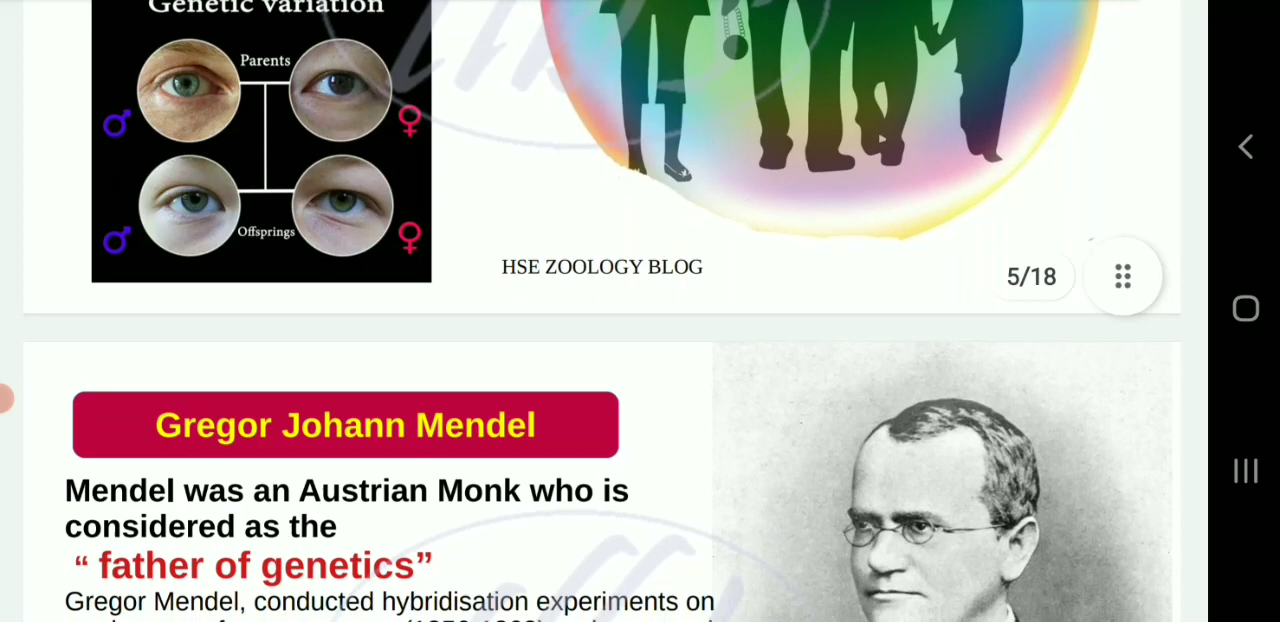 Genetic variation
Parents
Offsprings
HSE ZOOLOGY BLOG
5/18
Gregor Johann Mendel
Mendel was an Austrian Monk who is
considered as the
“ father of genetics”
Gregor Mendel, conducted hybridisation experiments on